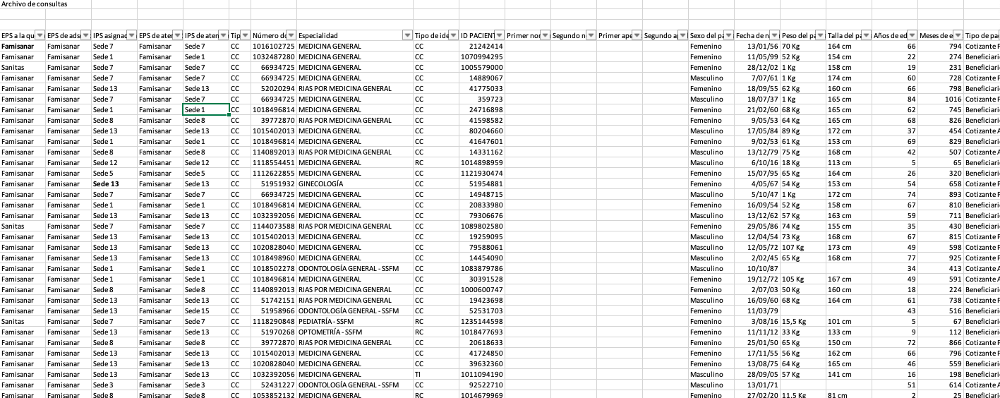 Archivo de consultas
EPS a la qu EPS de ads IPS asignac EPS de ater IPS de aten Tip Número de Especialidad Tipo de ide ID PACIENT Primer nor Segundo n Primer ape Segundo a Sexo del pa Fecha de n Peso del pa Talla del pa Años de ed Meses de e Tipo de pa
Famisanar Famisanar Sede 7 Famisanar Sede 7 CC 1016102725 MEDICINA GENERAL CC 21242414 Femenino 13/01/56 70 Kg 164 cm 66 794 Cotizante P
Famisanar Famisanar Sede 1 Famisanar Sede 1 CC 1032487280 MEDICINA GENERAL CC 1070994295 Femenino 11/05/99 52 Kg 154 cm 22 274 Beneficiari
Sanitas Famisanar Sede 7 Famisanar Sede 7 CC 66934725 MEDICINA GENERAL CC 1005579000 Femenino 28/12/02 1 Kg 158 cm 19 231 Beneficiari
Famisanar Famisanar Sede 7 Famisanar Sede 7 CC 66934725 MEDICINA GENERAL CC 14889067 Masculino 7/07/61 1 Kg 174 cm 60 728 Cotizante P
Famisanar Famisanar Sede 13 Famisanar Sede 13 CC 52020294 RIAS POR MEDICINA GENERAL CC 41775033 Femenino 18/09/55 62 Kg 160 cm 66 798 Beneficiari
Famisanar Famisanar Sede 7 Famisanar Sede 7 CC 66934725 MEDICINA GENERAL CC 359723 Masculino 18/07/37 1 Kg 165 cm 84 1016 Cotizante P
Famisanar Famisanar Sede 1 Famisanar Sede 1 CC 1018496814 MEDICINA GENERAL CC 24716898 Femenino 21/02/60 68 Kg 165 cm 62 745 Beneficiari
Famisanar Famisanar Sede 8 Famisanar Sede 8 CC 39772870 RIAS POR MEDICINA GENERAL CC 41598582 Femenino 9/05/53 64 Kg 165 cm 68 826 Beneficiari
Famisanar Famisanar Sede 13 Famisanar Sede 13 CC 1015402013 MEDICINA GENERAL CC 80204660 Masculino 17/05/84 89 Kg 172 cm 37 454 Cotizante A
Famisanar Famisanar Sede 1 Famisanar Sede 1 CC 1018496814 MEDICINA GENERAL CC 41647601 Femenino 9/02/53 61 Kg 153 cm 69 829 Beneficiari
Famisanar Famisanar Sede 8 Famisanar Sede 8 CC 1140892013 RIAS POR MEDICINA GENERAL CC 14331162 Masculino 13/12/79 75 Kg 168 cm 42 507 Cotizante A
Famisanar Famisanar Sede 12 Famisanar Sede 12 CC 1118554451 MEDICINA GENERAL RC 1014898959 Masculino 6/10/16 18 Kg 113 cm 5 65 Beneficiari
Famisanar Famisanar Sede 5 Famisanar Sede 5 CC 1112622855 MEDICINA GENERAL CC 1121930474 Femenino 15/07/95 65 Kg 164 cm 26 320 Beneficiari
Famisanar Famisanar Sede 13 Famisanar Sede 13 CC 51951932 GINECOLOGÍA CC 51954881 Femenino 4/05/67 54 Kg 153 cm 54 658 Cotizante P
Famisanar Famisanar Sede 7 Famisanar Sede 7 CC 66934725 MEDICINA GENERAL CC 14948715 Masculino 5/10/47 1 Kg 172 cm 74 893 Cotizante P
Famisanar Famisanar Sede 1 Famisanar Sede 1 CC 1018496814 MEDICINA GENERAL CC 20833980 Femenino 16/09/54 52 Kg 158 cm 67 810 Beneficiari
Famisanar Famisanar Sede 13 Famisanar Sede 13 CC 1032392056 MEDICINA GENERAL CC 79306676 Masculino 13/12/62 57 Kg 163 cm 59 711 Beneficiari
Sanitas Famisanar Sede 7 Famisanar Sede 7 CC 1144073588 RIAS POR MEDICINA GENERAL CC 1089802580 Femenino 29/05/86 74 Kg 155 cm 35 430 Beneficiari
Famisanar Famisanar Sede 13 Famisanar Sede 13 CC 1015402013 MEDICINA GENERAL CC 19259095 Masculino 12/04/54 73 Kg 168 cm 67 815 Cotizante P
Famisanar Famisanar Sede 13 Famisanar Sede 13 CC 1020828040 MEDICINA GENERAL CC 79588061 Masculino 12/05/72 107 Kg 173 cm 49 598 Cotizante P
Famisanar Famisanar Sede 13 Famisanar Sede 13 CC 1018498960 MEDICINA GENERAL CC 14454090 Masculino 2/02/45 65 Kg 168 cm 77 925 Cotizante P
Famisanar Famisanar Sede 1 Famisanar Sede 1 CC 1018502278 ODONTOLOGÍA GENERAL - SSFM CC 1083879786 Masculino 10/10/87 34 413 Cotizante A
Famisanar Famisanar Sede 1 Famisanar Sede 1 CC 1018496814 MEDICINA GENERAL CC 30391528 Femenino 19/12/72 105 Kg 167 cm 49 591 Cotizante A
Famisanar Famisanar Sede 8 Famisanar Sede 8 CC 1140892013 RIAS POR MEDICINA GENERAL CC 1000600747 Femenino 2/07/03 50 Kg 160 cm 18 224 Beneficiari
Famisanar Famisanar Sede 13 Famisanar Sede 13 CC 51742151 RIAS POR MEDICINA GENERAL CC 19423698 Masculino 16/09/60 68 Kg 164 cm 61 738 Cotizante P
Famisanar Famisanar Sede 13 Famisanar Sede 15 CC 51958966 ODONTOLOGÍA GENERAL - SSFM CC 52531703 Femenino 11/03/79 43 516 Beneficiari
Sanitas Famisanar Sede 7 Famisanar Sede 7 CC 1118290848 PEDIATRÍA - SSFM RC 1235144598 Femenino 3/08/16 15,5 Kg 101 cm 5 67 Beneficiari
Famisanar Famisanar Sede 13 Famisanar Sede 13 CC 51970268 OPTOMETRÍA - SSFM RC 1018477693 Femenino 11/11/12 33 Kg 133 cm 9 112 Beneficiari
Famisanar Famisanar Sede 8 Famisanar Sede 8 CC 39772870 RIAS POR MEDICINA GENERAL CC 20618633 Femenino 25/01/50 65 Kg 150 cm 72 866 Cotizante P
Famisanar Famisanar Sede 13 Famisanar Sede 13 CC 1015402013 MEDICINA GENERAL CC 41724850 Femenino 17/11/55 56 Kg 162 cm 66 796 Cotizante P
Famisanar Famisanar Sede 13 Famisanar Sede 13 CC 1020828040 MEDICINA GENERAL CC 39632360 Femenino 13/08/75 64 Kg 165 cm 46 559 Cotizante P
Famisanar Famisanar Sede 13 Famisanar Sede 13 CC 1032392056 MEDICINA GENERAL TI 1011094190 Masculino 28/09/05 57 Kg 141 cm 16 198 Beneficiari
Famisanar Famisanar Sede 3 Famisanar Sede 3 CC 52431227 ODONTOLOGÍA GENERAL - SSFM CC 92522710 Masculino 13/01/71 51 614 Cotizante A
Famisanar Famisanar Sede 8 Famisanar Sede 8 CC 1053852132 MEDICINA GENERAL RC 1014679969 Femenino 27/02/20 11,5 Kg 81 cm 2 25 Beneficiari